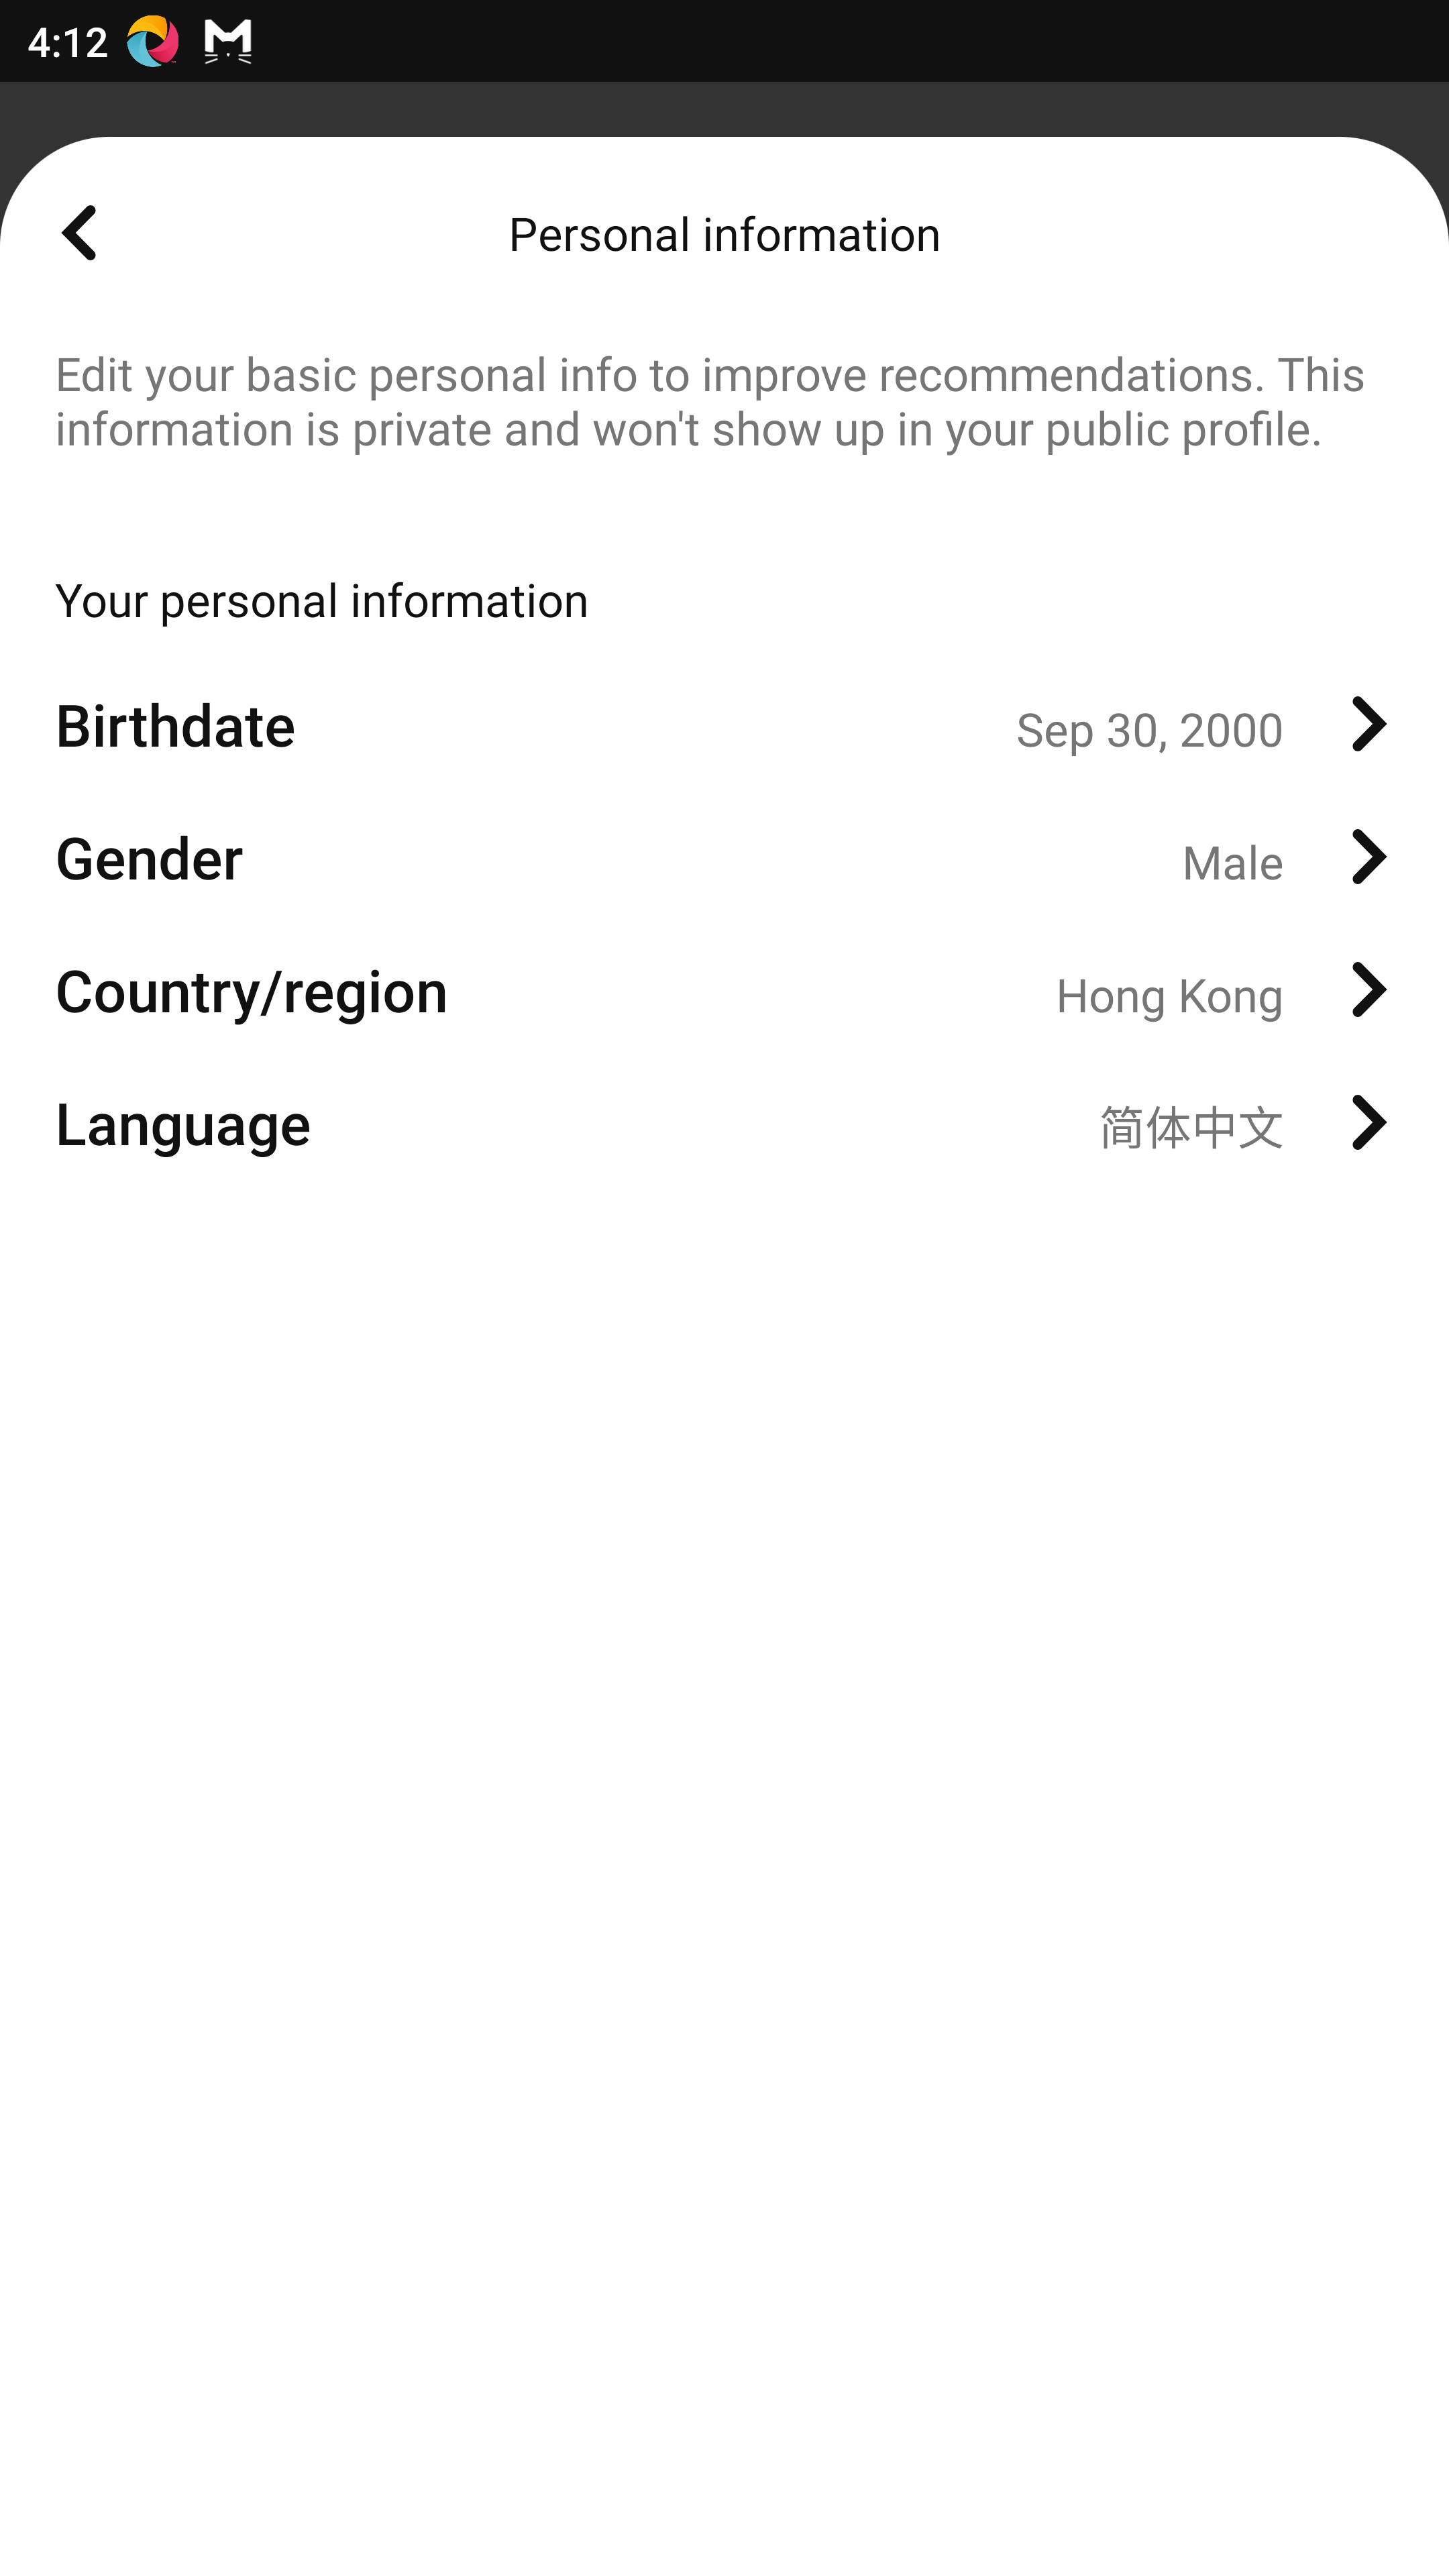 4:12
Personal information
Edit your basic personal info to improve recommendations. This
information is private and won't show up in your public profile.
Your personal information
Birthdate Sep 30, 2000
Gender Male
Country/region Hong Kong
Language 简体中文